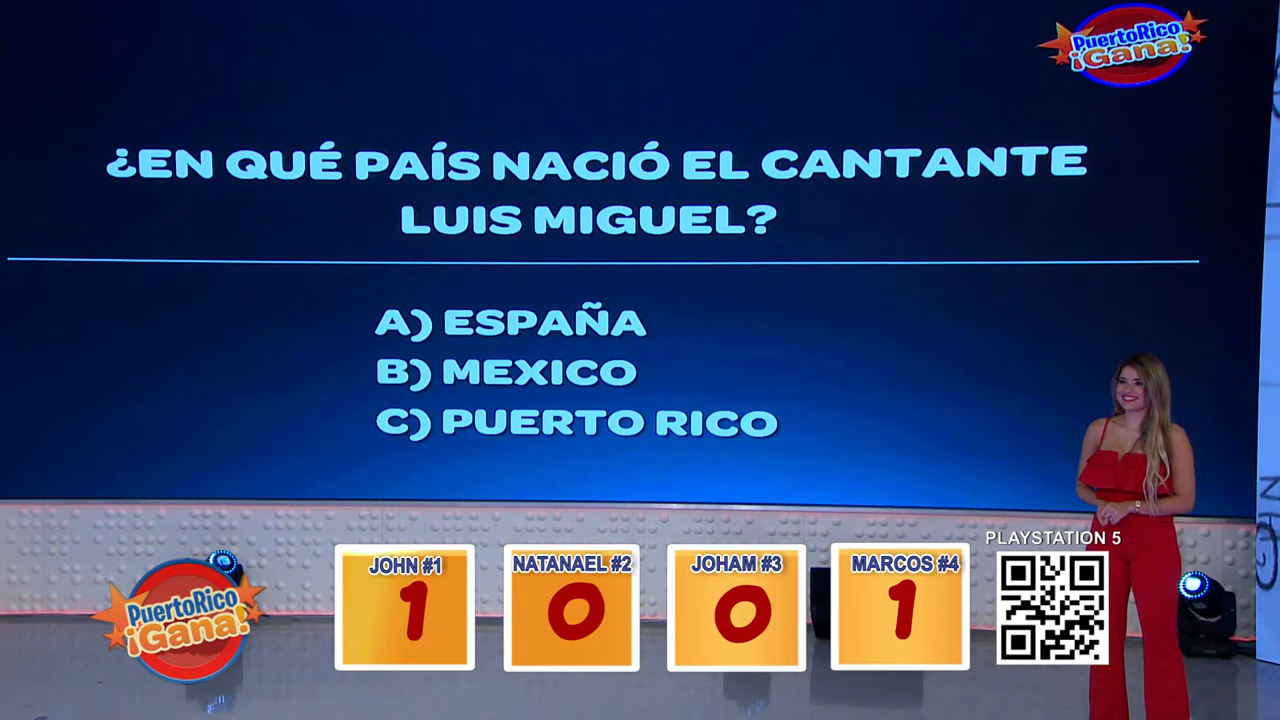 PuertoRico
¡Gana!
¿EN QUÉ PAÍS NACIÓ EL CANTANTE
LUIS MIGUEL?
A) ESPAÑA
B) MEXICO
C) PUERTO RICO
PLAYSTATION 5
JOHN #1
NATANAEL #2
JOHAM #3
MARCOS #4
1
0
0
1
PuertoRico
¡Gana!